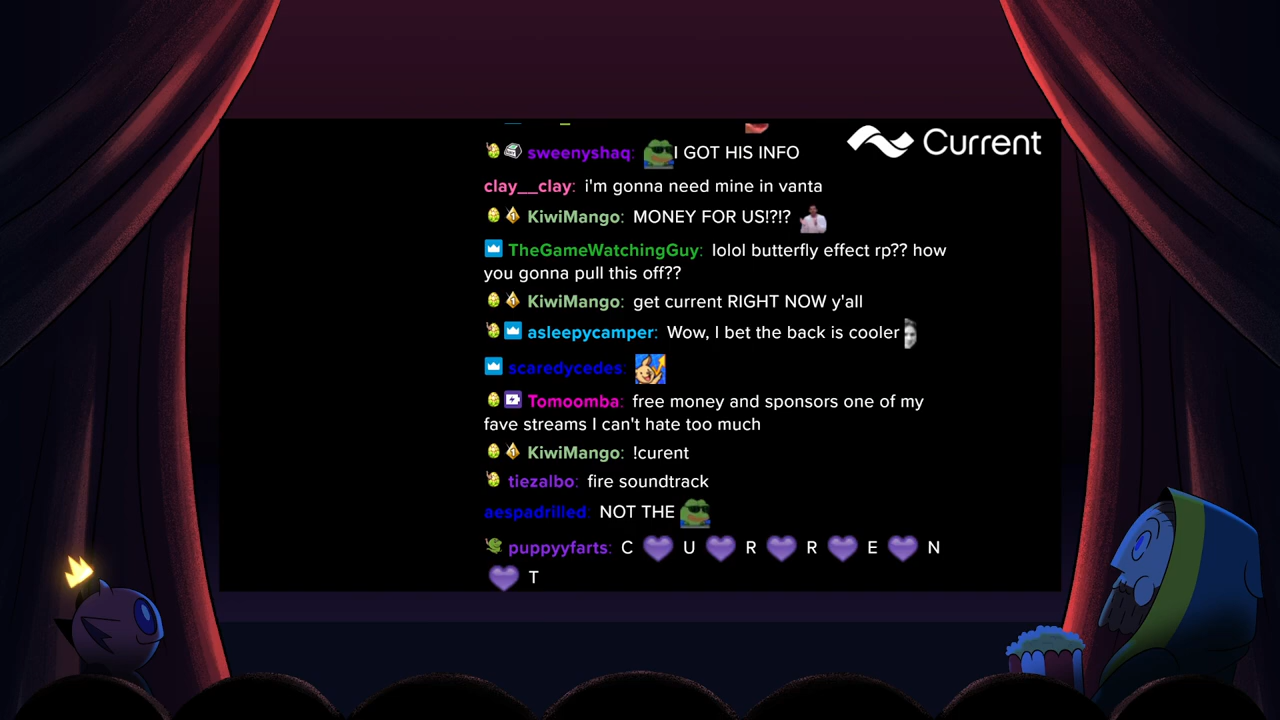 Current
sweenyshaq: I GOT HIS INFO
clay__clay: i'm gonna need mine in vanta
KiwiMango: MONEY FOR US!?!?
TheGameWatchingGuy: lolol butterfly effect rp?? how
you gonna pull this off??
KiwiMango: get current RIGHT NOW y'all
asleepycamper: Wow, I bet the back is cooler
scaredycedes:
Tomoomba: free money and sponsors one of my
fave streams I can't hate too much
KiwiMango: !curent
tiezalbo: fire soundtrack
aespadrilled: NOT THE
puppyyfarts: C 💜 U 💜 R 💜 R 💜 E 💜 N
💜 T